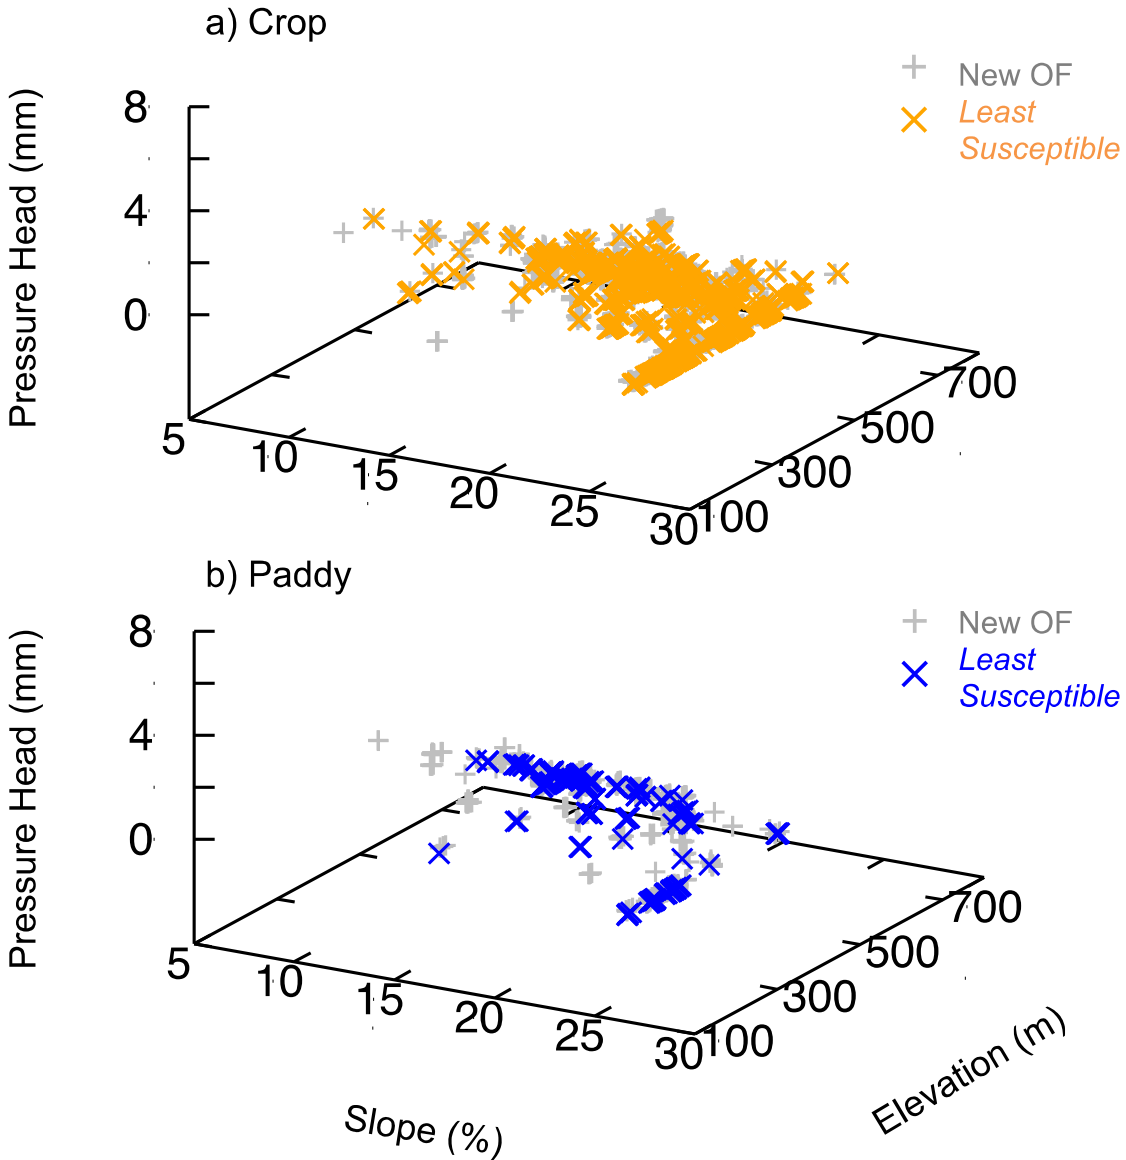 a) Crop
New OF
Least
Susceptible
Pressure Head (mm)
8
4
0
5
10
15
20
25
30
100
300
500
700
b) Paddy
New OF
Least
Susceptible
Pressure Head (mm)
8
4
0
5
10
15
20
25
30
100
300
500
700
Slope (%)
Elevation (m)